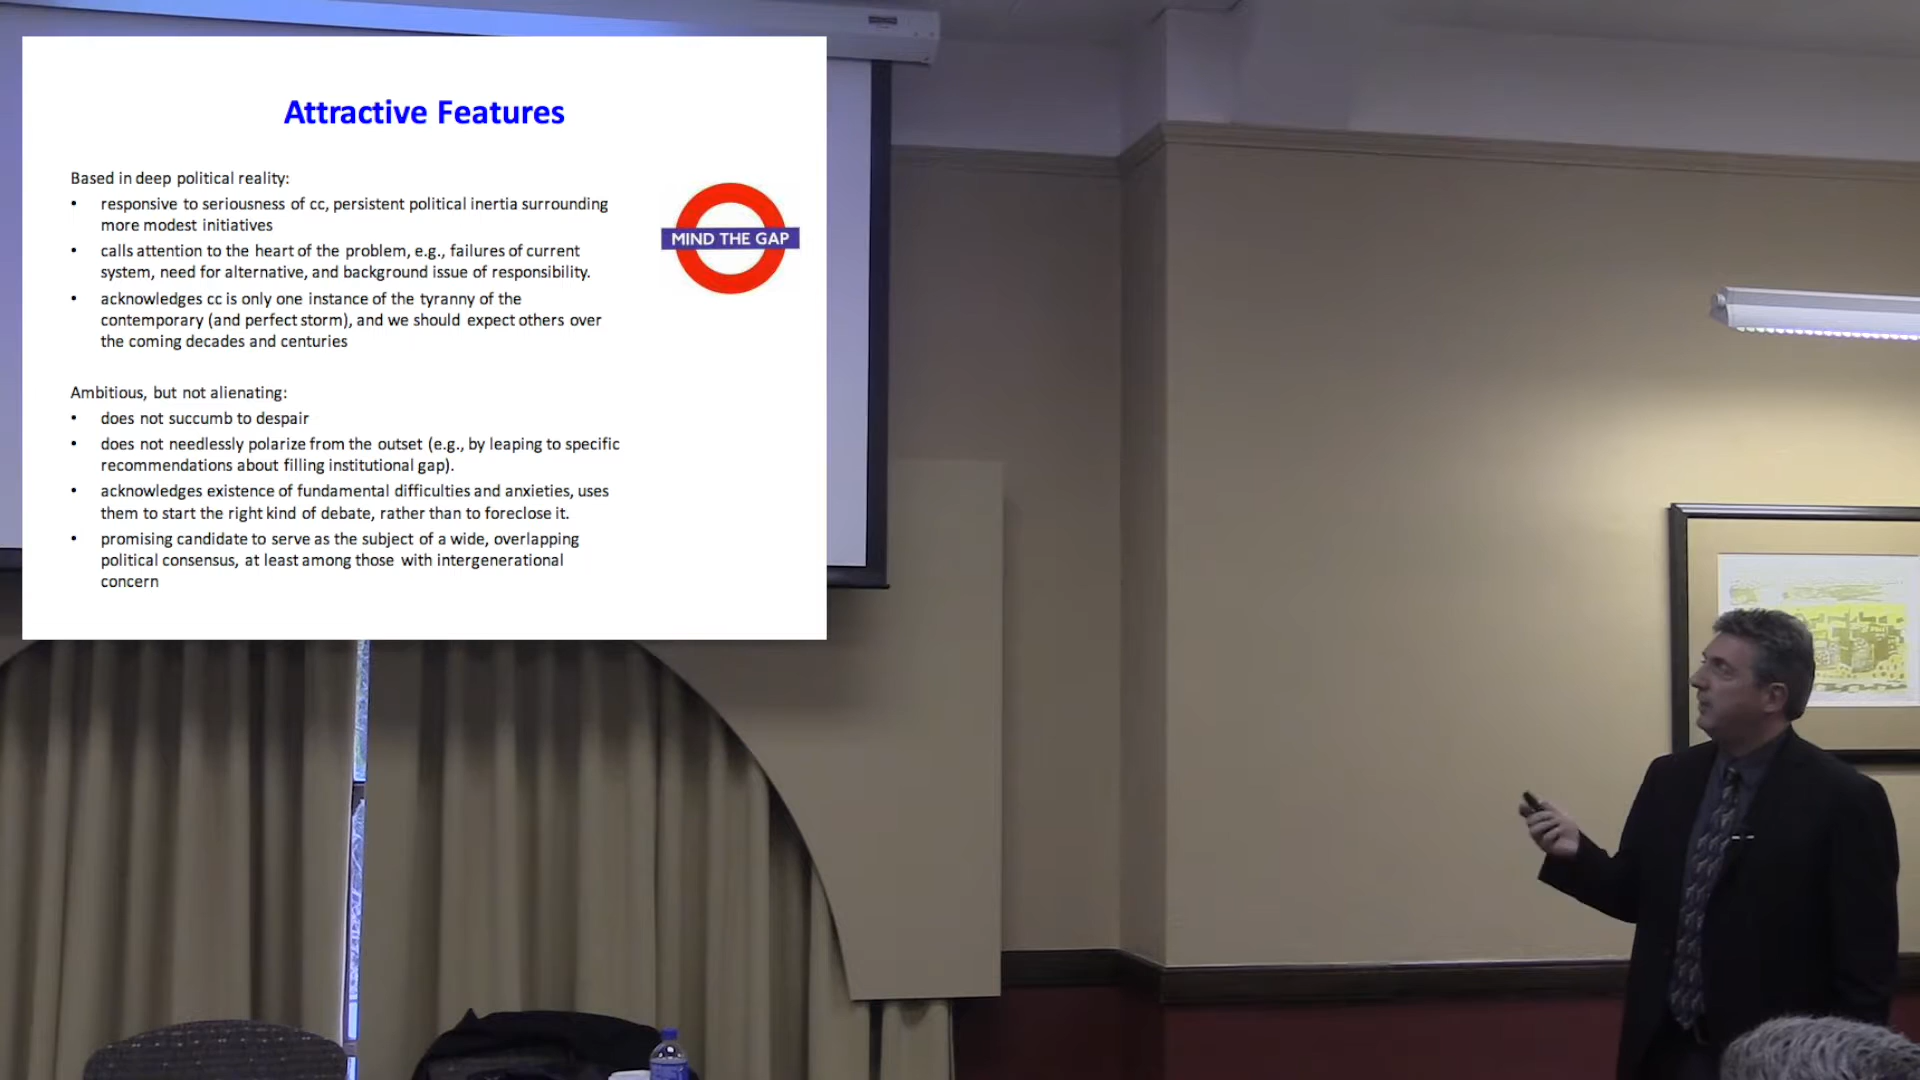 Attractive Features
Based in deep political reality:
• responsive to seriousness of cc, persistent political inertia surrounding
more modest initiatives
• calls attention to the heart of the problem, e.g., failures of current
system, need for alternative, and background issue of responsibility.
• acknowledges cc is only one instance of the tyranny of the
contemporary (and perfect storm), and we should expect others over
the coming decades and centuries
MIND THE GAP
Ambitious, but not alienating:
• does not succumb to despair
• does not needlessly polarize from the outset (e.g., by leaping to specific
recommendations about filling institutional gap).
• acknowledges existence of fundamental difficulties and anxieties, uses
them to start the right kind of debate, rather than to foreclose it.
• promising candidate to serve as the subject of a wide, overlapping
political consensus, at least among those with intergenerational
concern